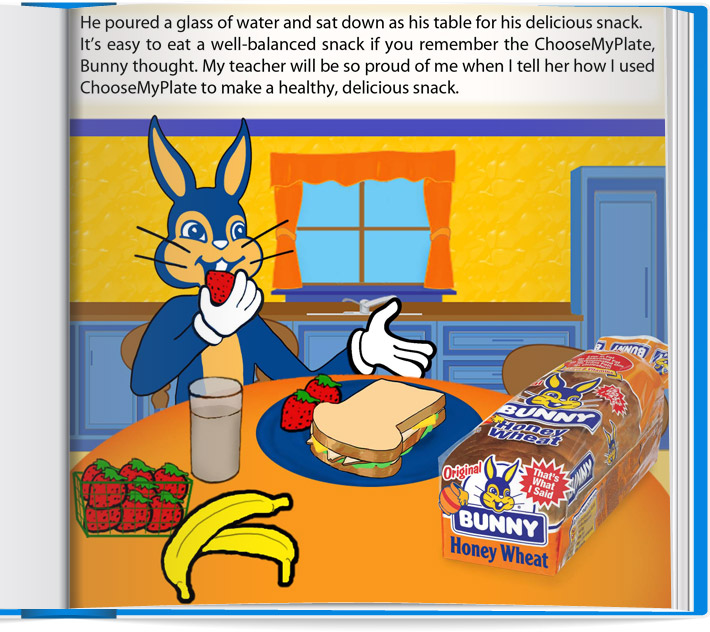 He poured a glass of water and sat down as his table for his delicious snack.
It's easy to eat a well-balanced snack if you remember the ChooseMyPlate,
Bunny thought. My teacher will be so proud of me when I tell her how I used
ChooseMyPlate to make a healthy, delicious snack.
BUNNY
BUNNY
Honey
Wheat
BUNNY
Original
That's
What
I Said
BUNNY
Honey Wheat